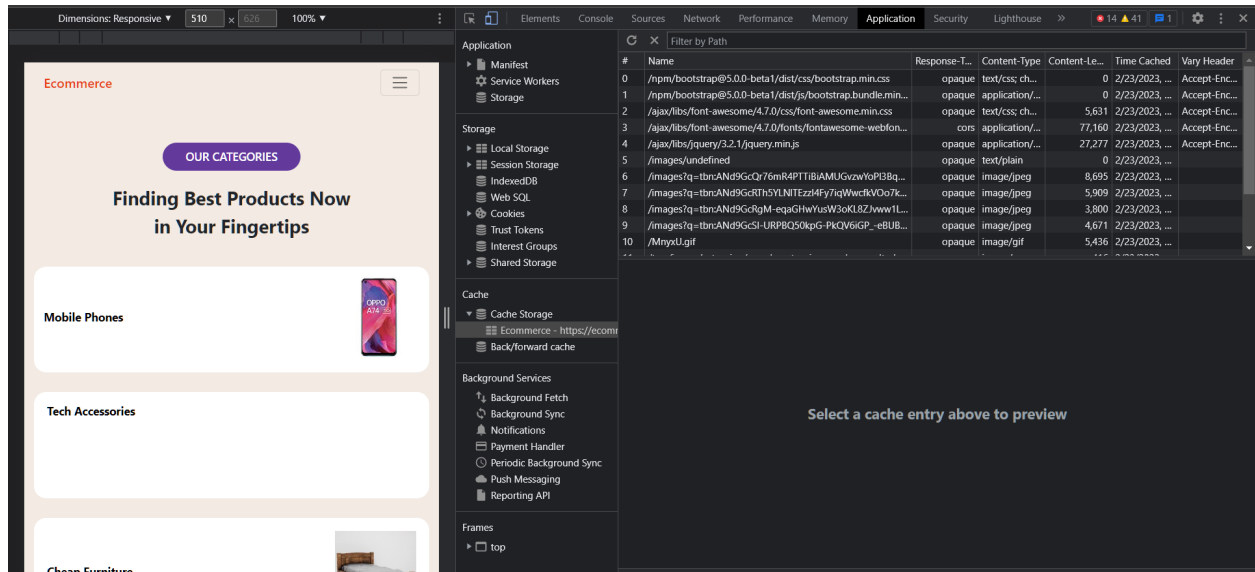 Dimensions: Responsive ▼ 510 × 626 100% ▼
Elements Console Sources Network Performance Memory Application Security Lighthouse » 14 41 1
Ecommerce
OUR CATEGORIES
Finding Best Products Now
in Your Fingertips
Mobile Phones
OPPO
A74 5G
Tech Accessories
Cheap Furniture
Application
Manifest
Service Workers
Storage
Storage
Local Storage
Session Storage
IndexedDB
Web SQL
Cookies
Trust Tokens
Interest Groups
Shared Storage
Cache
Cache Storage
Ecommerce - https://ecomr
Back/forward cache
Background Services
Background Fetch
Background Sync
Notifications
Payment Handler
Periodic Background Sync
Push Messaging
Reporting API
Frames
top
Filter by Path
# Name Response-T... Content-Type Content-Le... Time Cached Vary Header
0 /npm/bootstrap@5.0.0-beta1/dist/css/bootstrap.min.css opaque text/css; ch... 0 2/23/2023, ... Accept-Enc...
1 /npm/bootstrap@5.0.0-beta1/dist/js/bootstrap.bundle.min... opaque application/... 0 2/23/2023, ... Accept-Enc...
2 /ajax/libs/font-awesome/4.7.0/css/font-awesome.min.css opaque text/css; ch... 5,631 2/23/2023, ... Accept-Enc...
3 /ajax/libs/font-awesome/4.7.0/fonts/fontawesome-webfon... cors application/... 77,160 2/23/2023, ... Accept-Enc...
4 /ajax/libs/jquery/3.2.1/jquery.min.js opaque application/... 27,277 2/23/2023, ... Accept-Enc...
5 /images/undefined opaque text/plain 0 2/23/2023, ...
6 /images?q=tbn:ANd9GcQr76mR4PTTiBiAMUGvzwYoPI3Bq... opaque image/jpeg 8,695 2/23/2023, ...
7 /images?q=tbn:ANd9GcRTh5YLNITEzzI4Fy7iqWwcfkVOo7k... opaque image/jpeg 5,909 2/23/2023, ...
8 /images?q=tbn:ANd9GcRgM-eqaGHwYusW3oKL8ZJvww1L... opaque image/jpeg 3,800 2/23/2023, ...
9 /images?q=tbn:ANd9GcSI-URPBQ50kpG-PkQV6iGP_-eBUB... opaque image/jpeg 4,671 2/23/2023, ...
10 /MnyxU.gif opaque image/gif 5,436 2/23/2023, ...
Select a cache entry above to preview